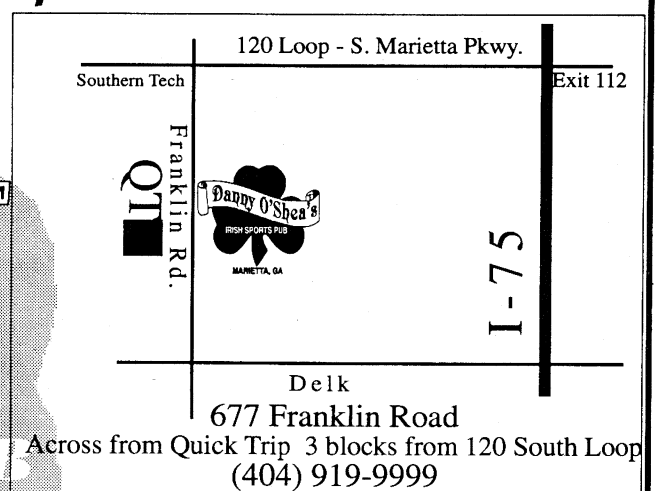 120 Loop - S. Marietta Pkwy.
Southern Tech
Exit 112
Franklin Rd.
QT
Danny O'Shea's
IRISH SPORTS PUB
MARIETTA, GA
I-75
Delk
677 Franklin Road
Across from Quick Trip 3 blocks from 120 South Loop
(404) 919-9999